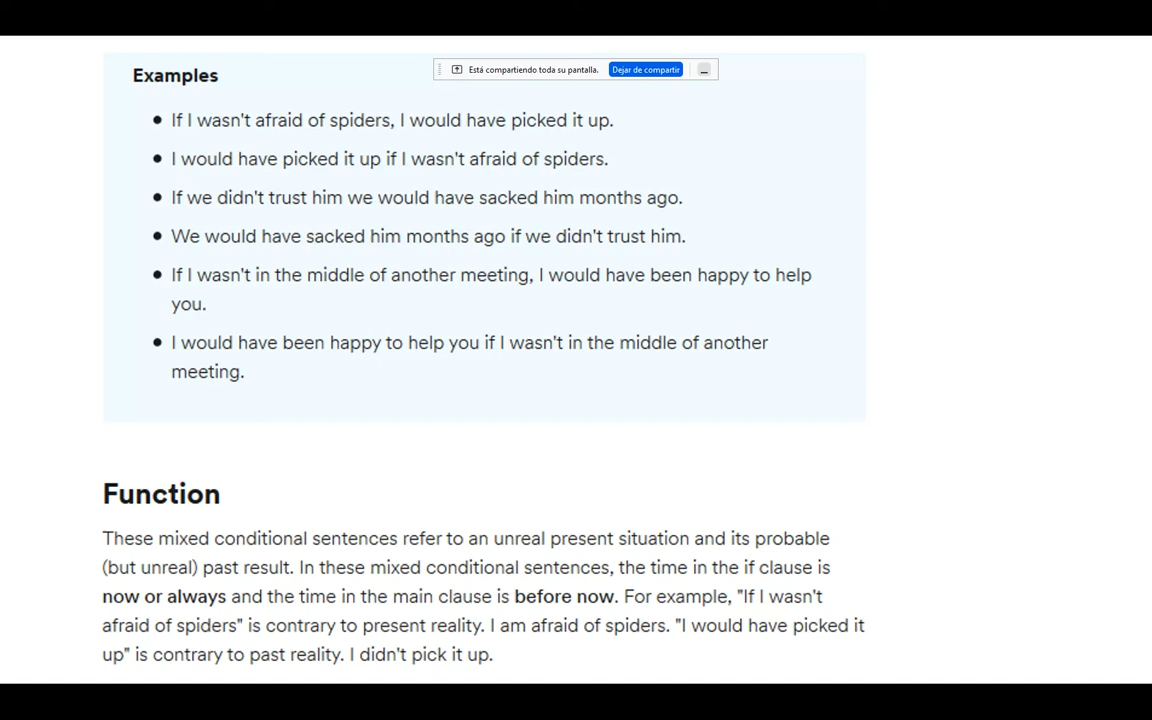 Examples
Está compartiendo toda su pantalla. Dejar de compartir
If I wasn't afraid of spiders, I would have picked it up.
I would have picked it up if I wasn't afraid of spiders.
If we didn't trust him we would have sacked him months ago.
We would have sacked him months ago if we didn't trust him.
If I wasn't in the middle of another meeting, I would have been happy to help
you.
I would have been happy to help you if I wasn't in the middle of another
meeting.
Function
These mixed conditional sentences refer to an unreal present situation and its probable
(but unreal) past result. In these mixed conditional sentences, the time in the if clause is
now or always and the time in the main clause is before now. For example, "If I wasn't
afraid of spiders" is contrary to present reality. I am afraid of spiders. "I would have picked it
up" is contrary to past reality. I didn't pick it up.